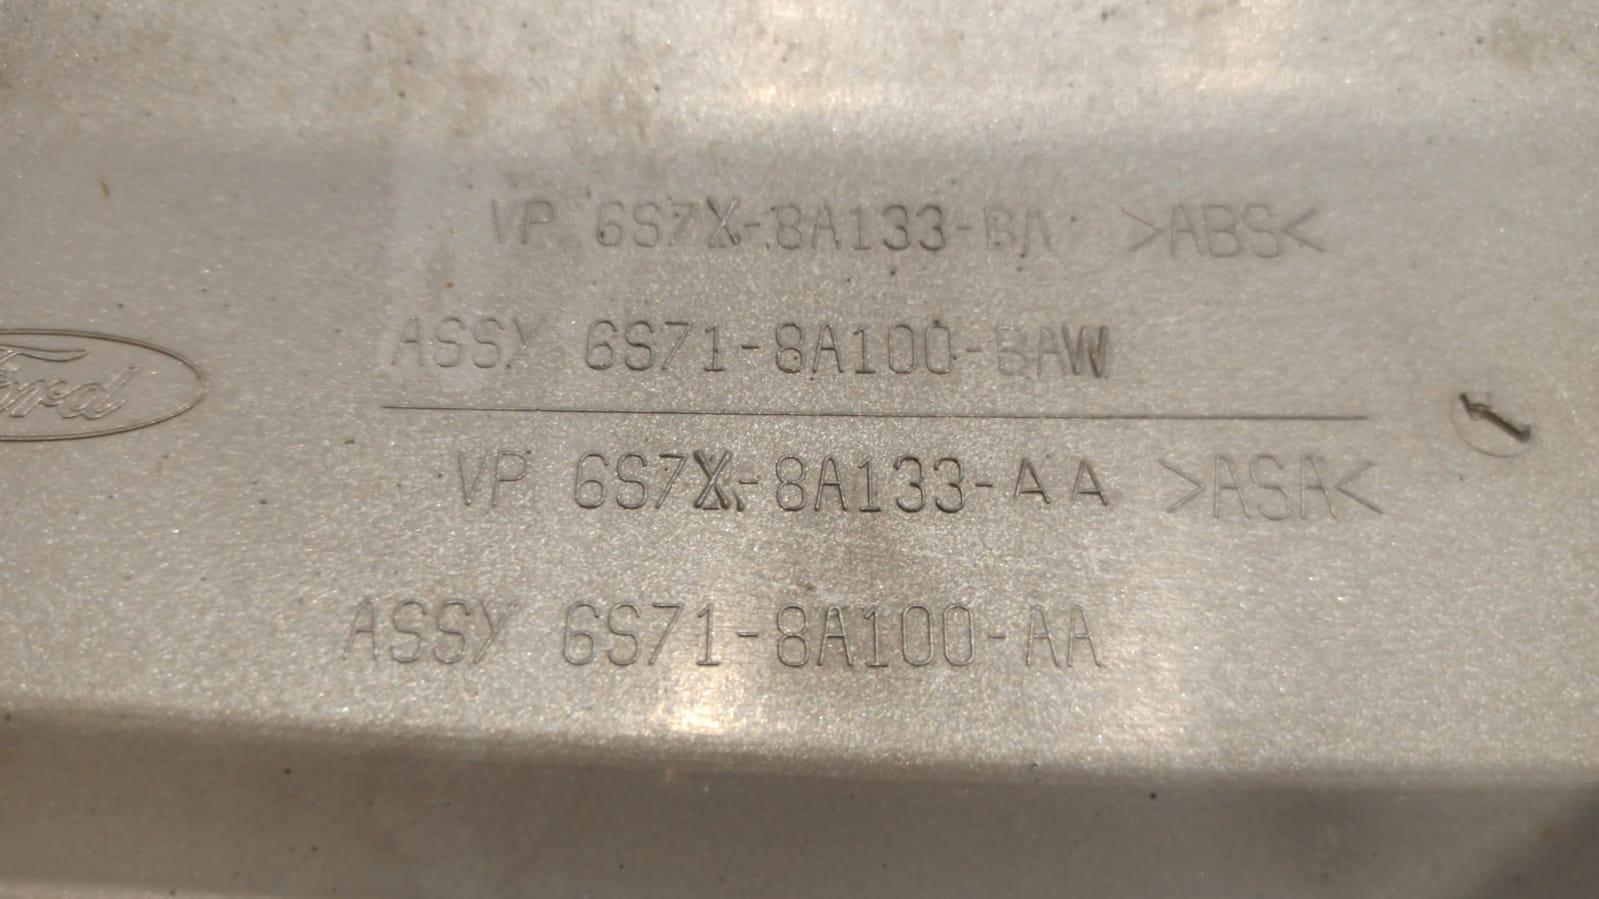 VP 6S7X-8A133-BA >ABS<
ASSY 6S71-8A100-BAW
Ford
VP 6S7X-8A133-AA >ASA<
ASSY 6S71-8A100-AA